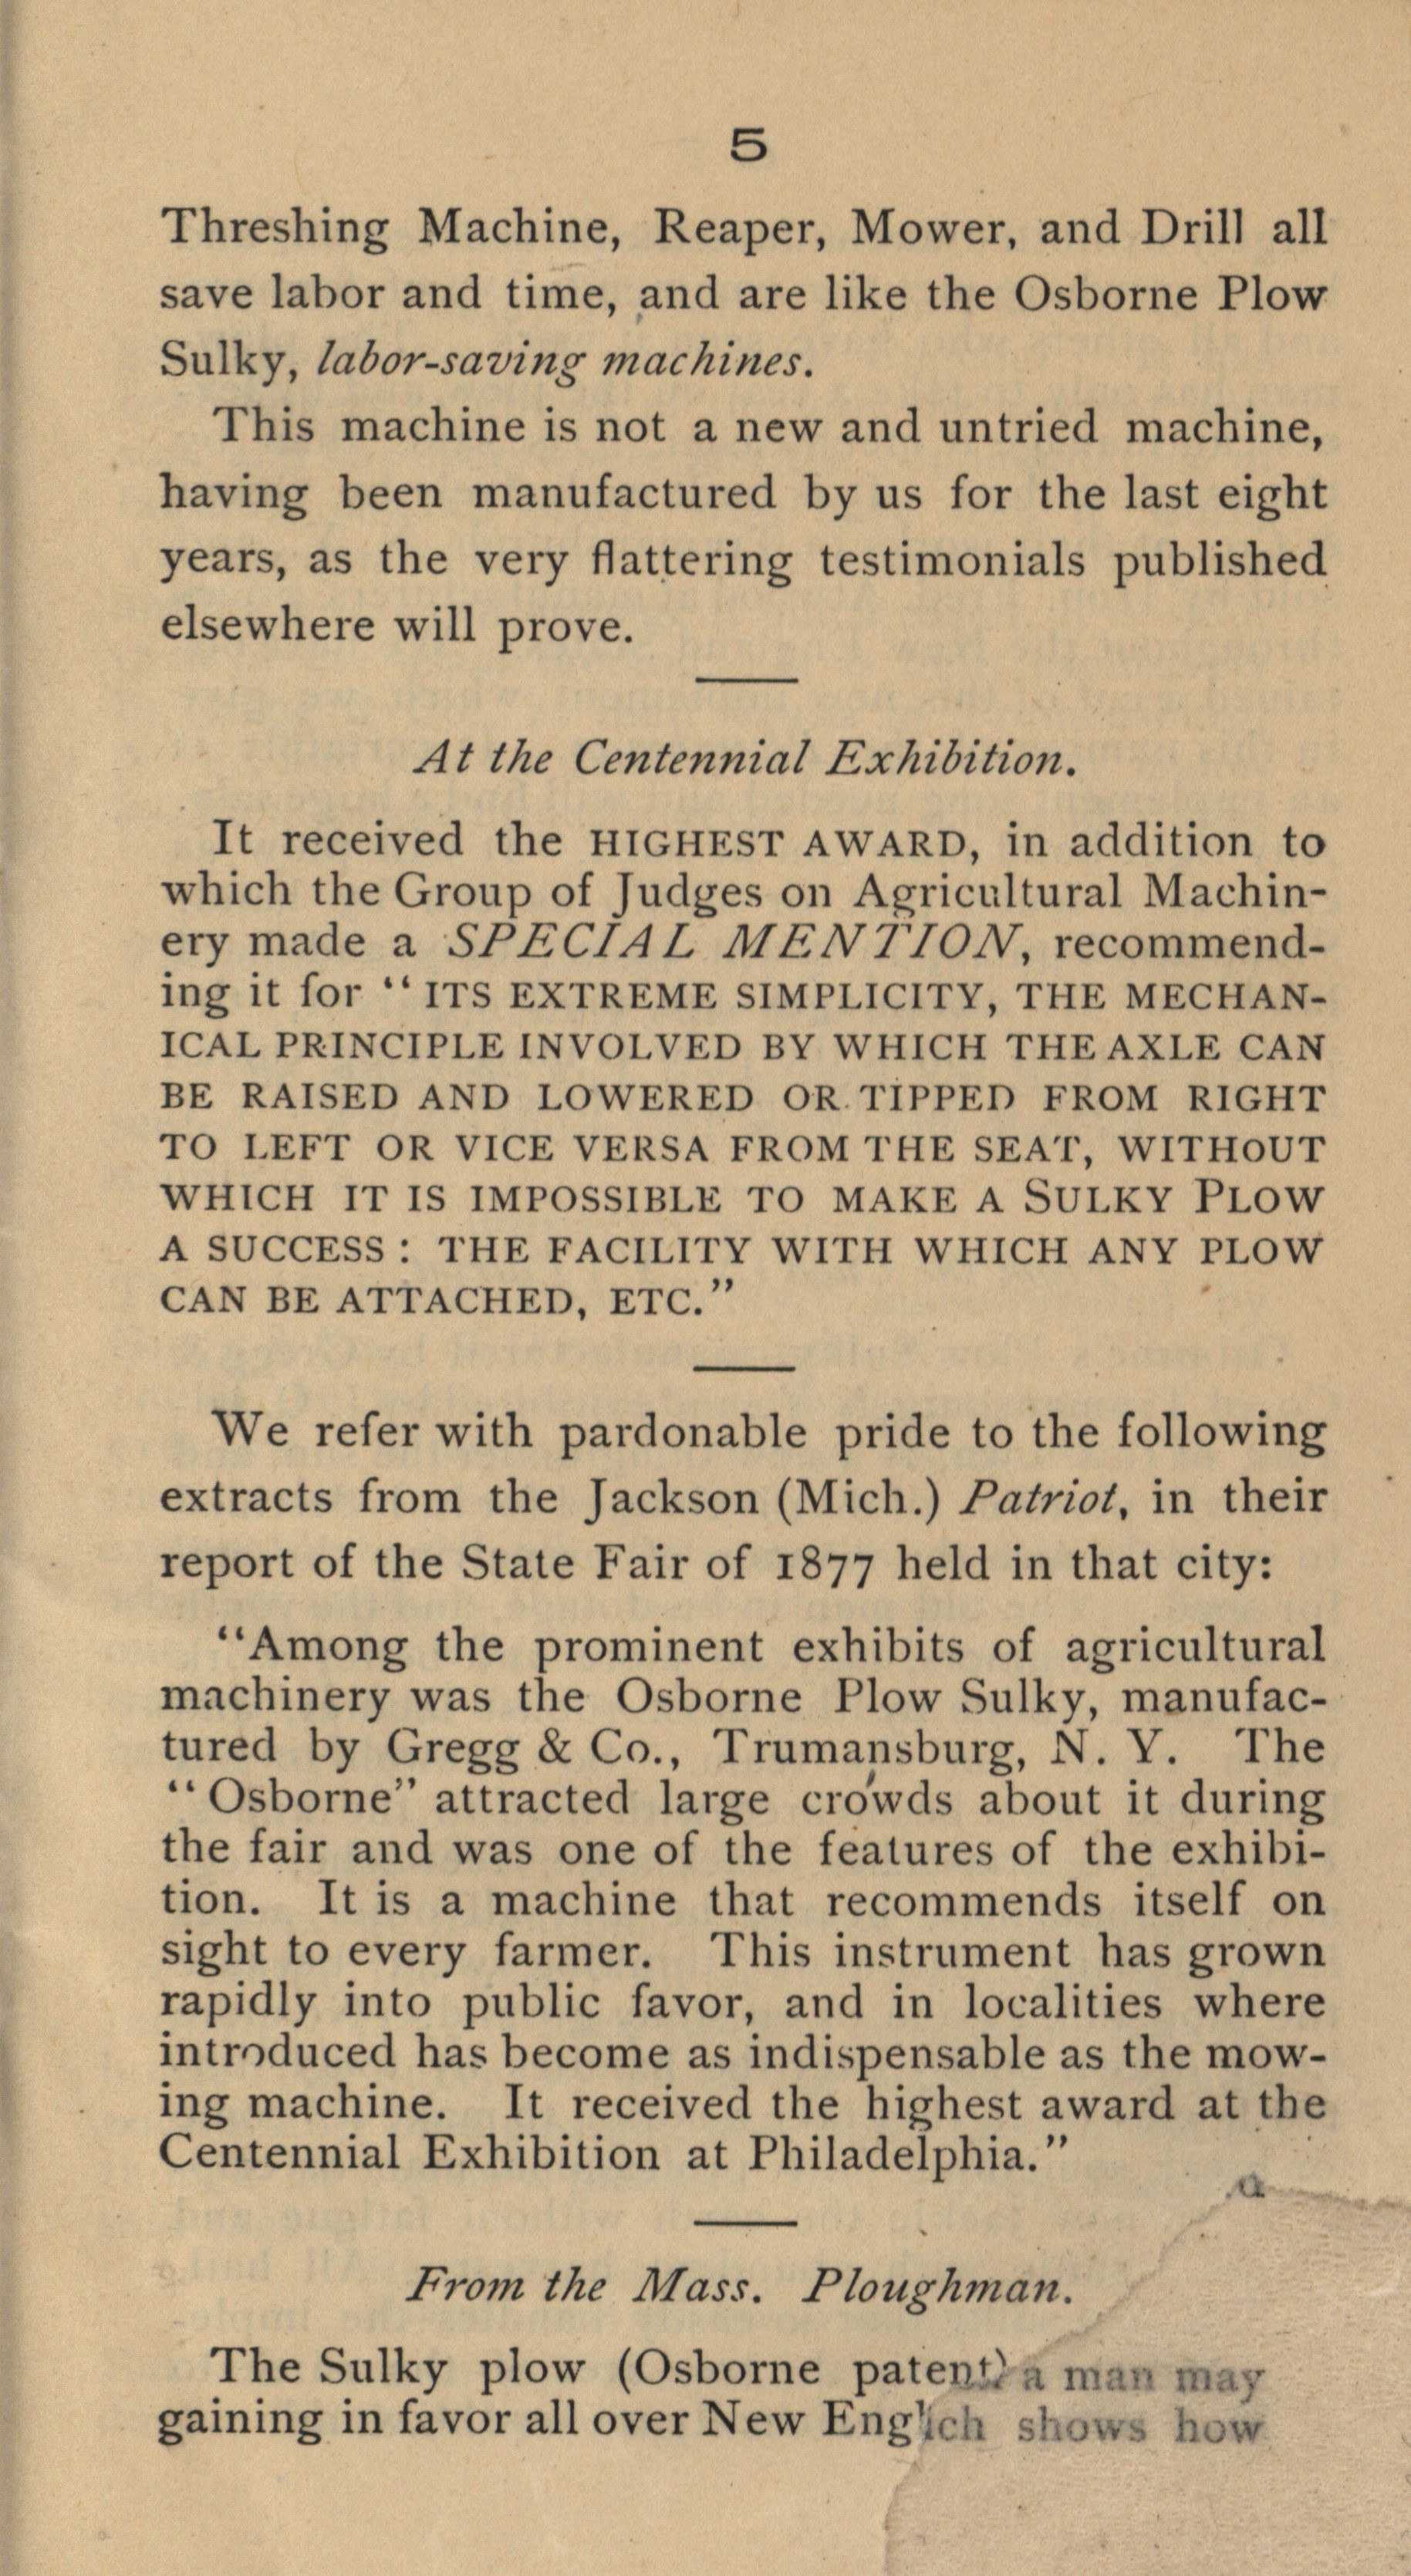 5
Threshing Machine, Reaper, Mower, and Drill all
save labor and time, and are like the Osborne Plow
Sulky, labor-saving machines.
This machine is not a new and untried machine,
having been manufactured by us for the last eight
years, as the very flattering testimonials published
elsewhere will prove.
At the Centennial Exhibition.
It received the HIGHEST AWARD, in addition to
which the Group of Judges on Agricultural Machin-
ery made a SPECIAL MENTION, recommend-
ing it for “ITS EXTREME SIMPLICITY, THE MECHAN-
ICAL PRINCIPLE INVOLVED BY WHICH THE AXLE CAN
BE RAISED AND LOWERED OR TIPPED FROM RIGHT
TO LEFT OR VICE VERSA FROM THE SEAT, WITHOUT
WHICH IT IS IMPOSSIBLE TO MAKE A SULKY PLOW
A SUCCESS: THE FACILITY WITH WHICH ANY PLOW
CAN BE ATTACHED, ETC.”
We refer with pardonable pride to the following
extracts from the Jackson (Mich.) Patriot, in their
report of the State Fair of 1877 held in that city:
“Among the prominent exhibits of agricultural
machinery was the Osborne Plow Sulky, manufac-
tured by Gregg & Co., Trumansburg, N. Y. The
“Osborne” attracted large crowds about it during
the fair and was one of the features of the exhibi-
tion. It is a machine that recommends itself on
sight to every farmer. This instrument has grown
rapidly into public favor, and in localities where
introduced has become as indispensable as the mow-
ing machine. It received the highest award at the
Centennial Exhibition at Philadelphia.”
a
From the Mass. Ploughman.
The Sulky plow (Osborne patent) a man may
gaining in favor all over New Eng ich shows how